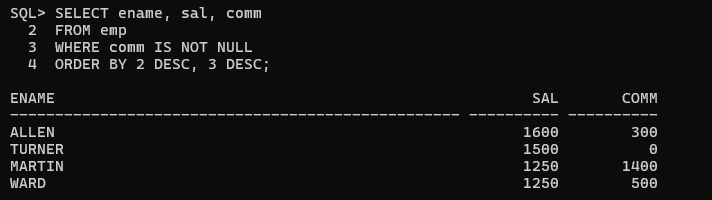 SQL> SELECT ename, sal, comm
  2  FROM emp
  3  WHERE comm IS NOT NULL
  4  ORDER BY 2 DESC, 3 DESC;

ENAME                                                     SAL       COMM
-------------------------------------------------- ---------- ----------
ALLEN                                                    1600        300
TURNER                                                   1500          0
MARTIN                                                   1250       1400
WARD                                                     1250        500